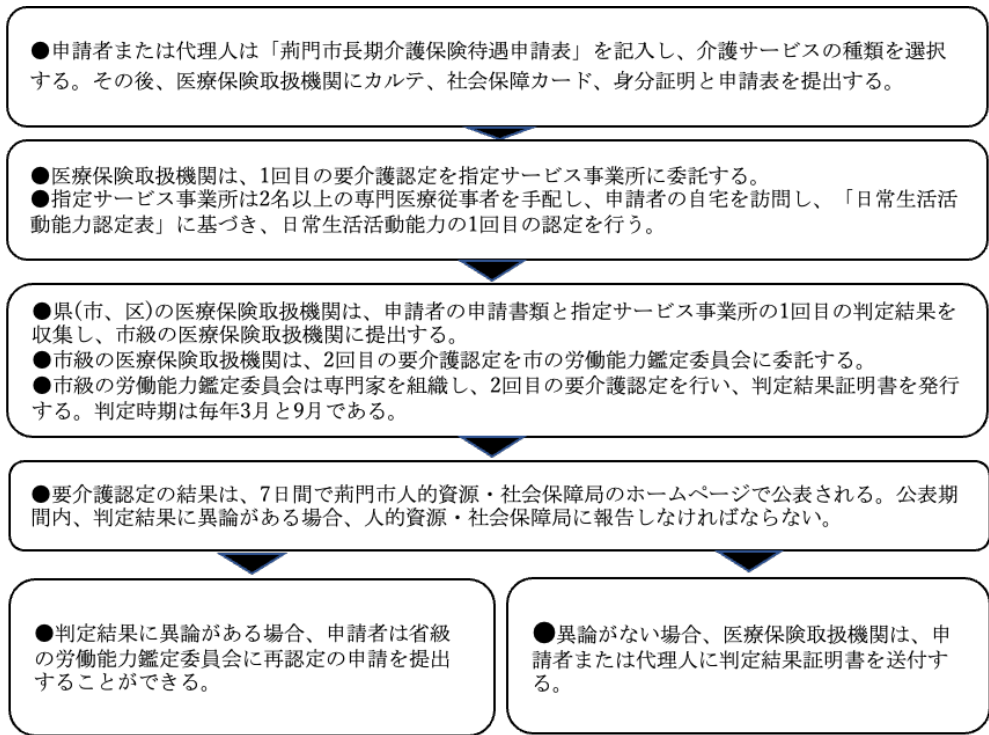 ●申請者または代理人は「荊門市長期介護保険待遇申請表」を記入し、介護サービスの種類を選択
する。その後、医療保険取扱機関にカルテ、社会保障カード、身分証明と申請表を提出する。
●医療保険取扱機関は、1回目の要介護認定を指定サービス事業所に委託する。
●指定サービス事業所は2名以上の専門医療従事者を手配し、申請者の自宅を訪問し、「日常生活活
動能力認定表」に基づき、日常生活活動能力の1回目の認定を行う。
●県(市、区)の医療保険取扱機関は、申請者の申請書類と指定サービス事業所の1回目の判定結果を
収集し、市級の医療保険取扱機関に提出する。
●市級の医療保険取扱機関は、2回目の要介護認定を市の労働能力鑑定委員会に委託する。
●市級の労働能力鑑定委員会は専門家を組織し、2回目の要介護認定を行い、判定結果証明書を発行
する。判定時期は毎年3月と9月である。
●要介護認定の結果は、7日間で荊門市人的資源・社会保障局のホームページで公表される。公表期
間内、判定結果に異論がある場合、人的資源・社会保障局に報告しなければならない。
●判定結果に異論がある場合、申請者は省級
の労働能力鑑定委員会に再認定の申請を提出
することができる。
●異論がない場合、医療保険取扱機関は、申
請者または代理人に判定結果証明書を送付す
る。